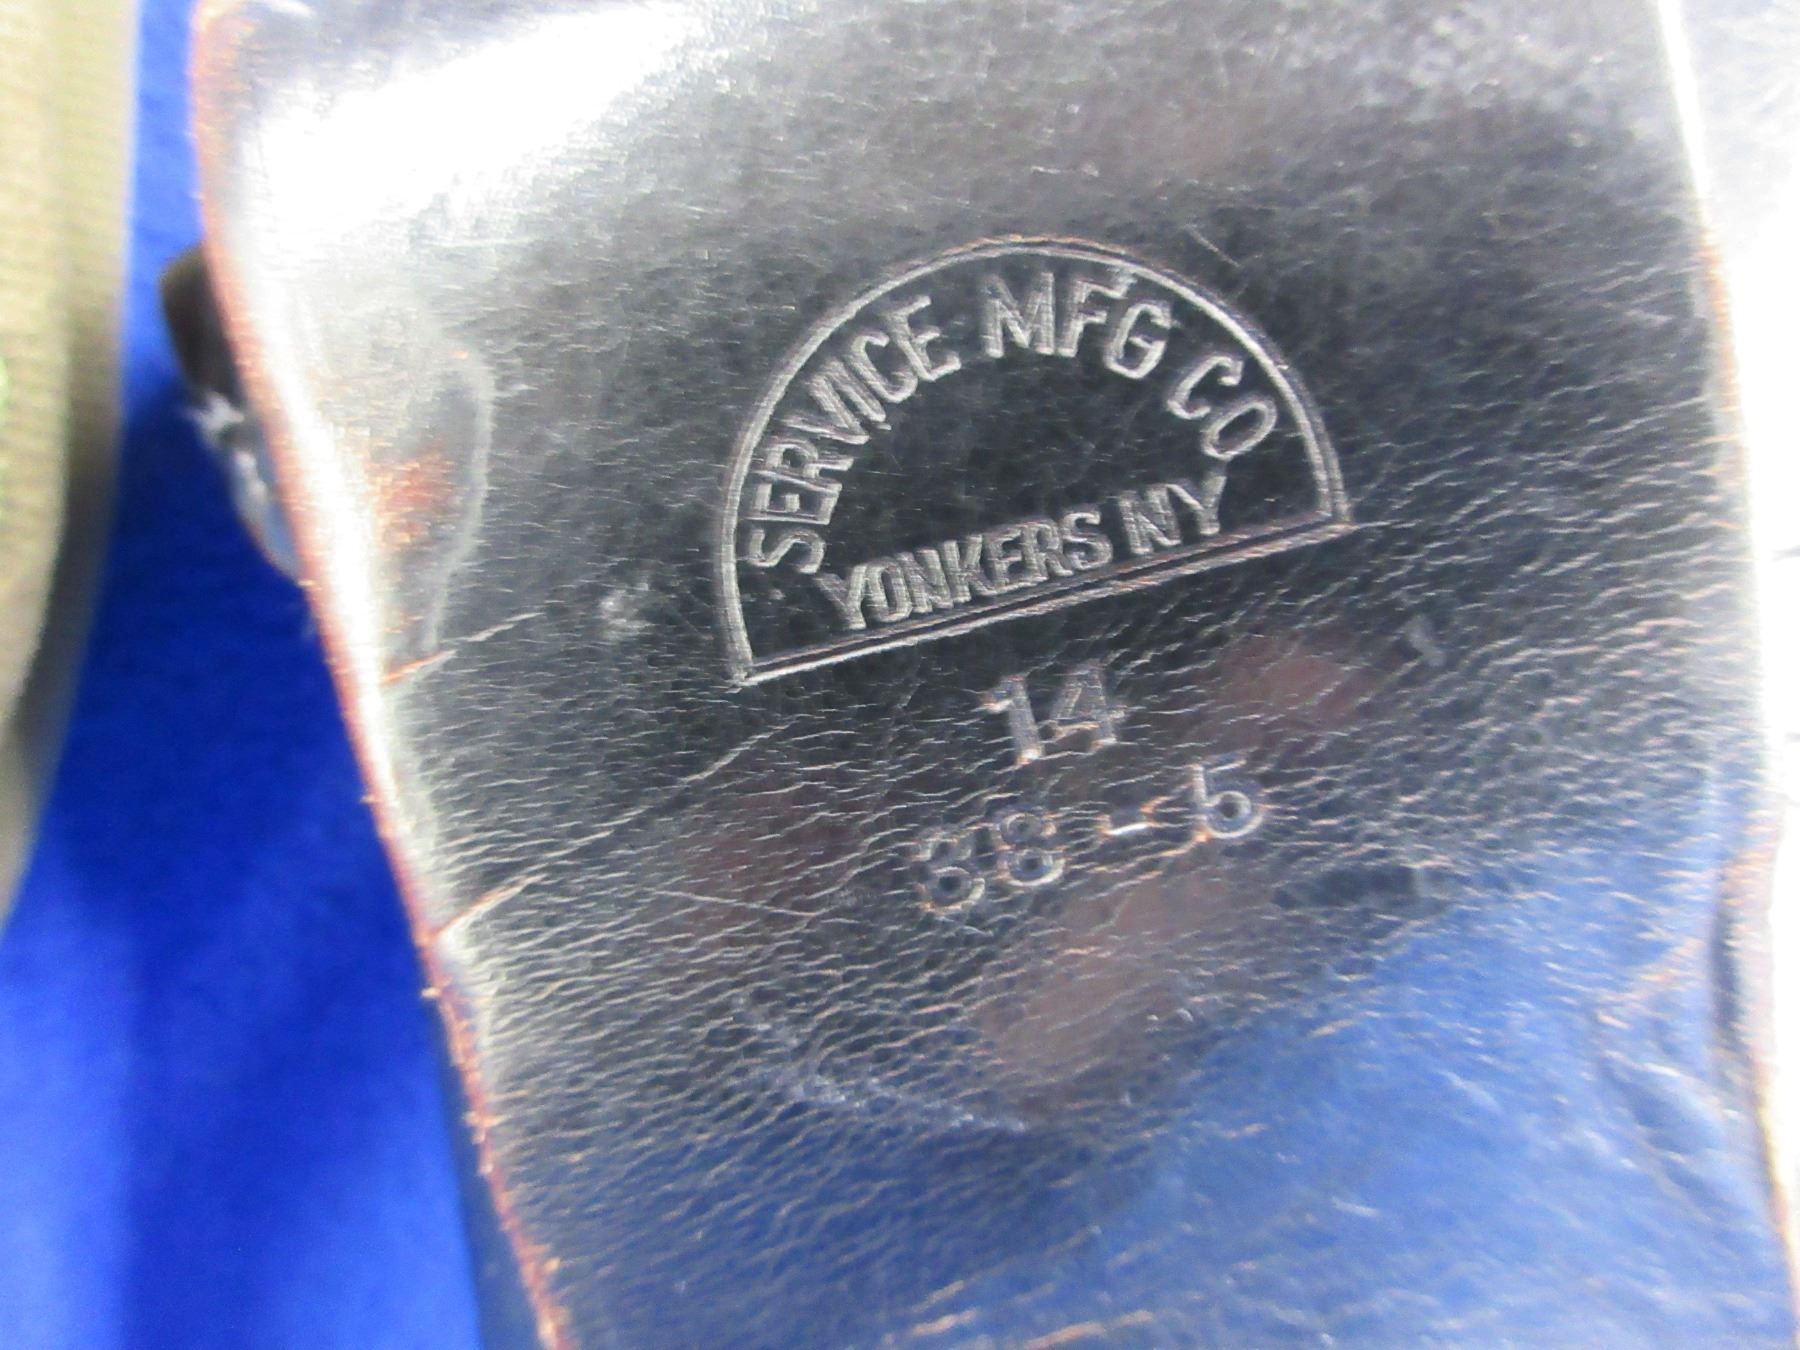 SERVICE MFG CO
YONKERS NY
14
38-5